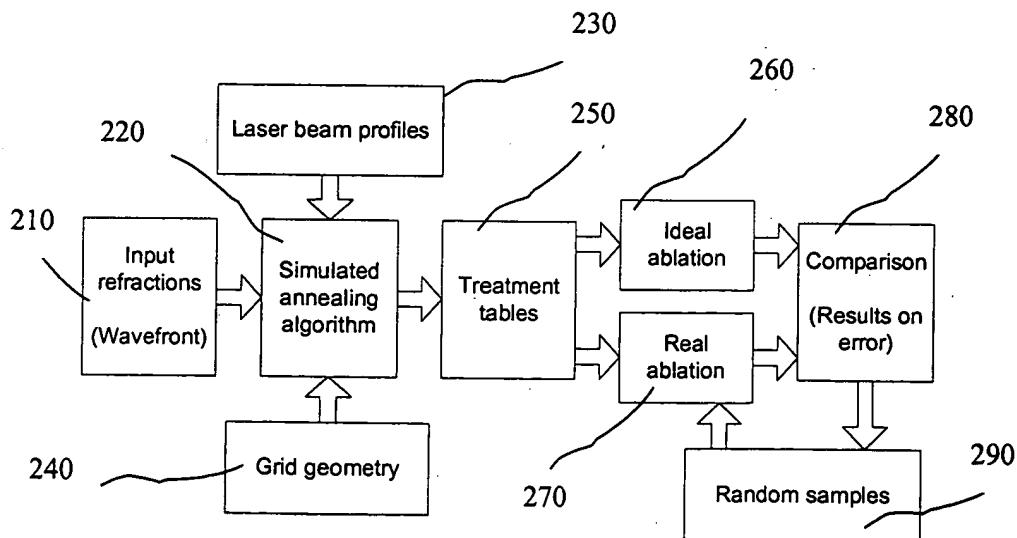 230
260
250
220
280
Laser beam profiles
210
Input
refractions
(Wavefront)
Simulated
annealing
algorithm
Treatment
tables
Ideal
ablation
Real
ablation
Comparison
(Results on
error)
240
Grid geometry
270
290
Random samples